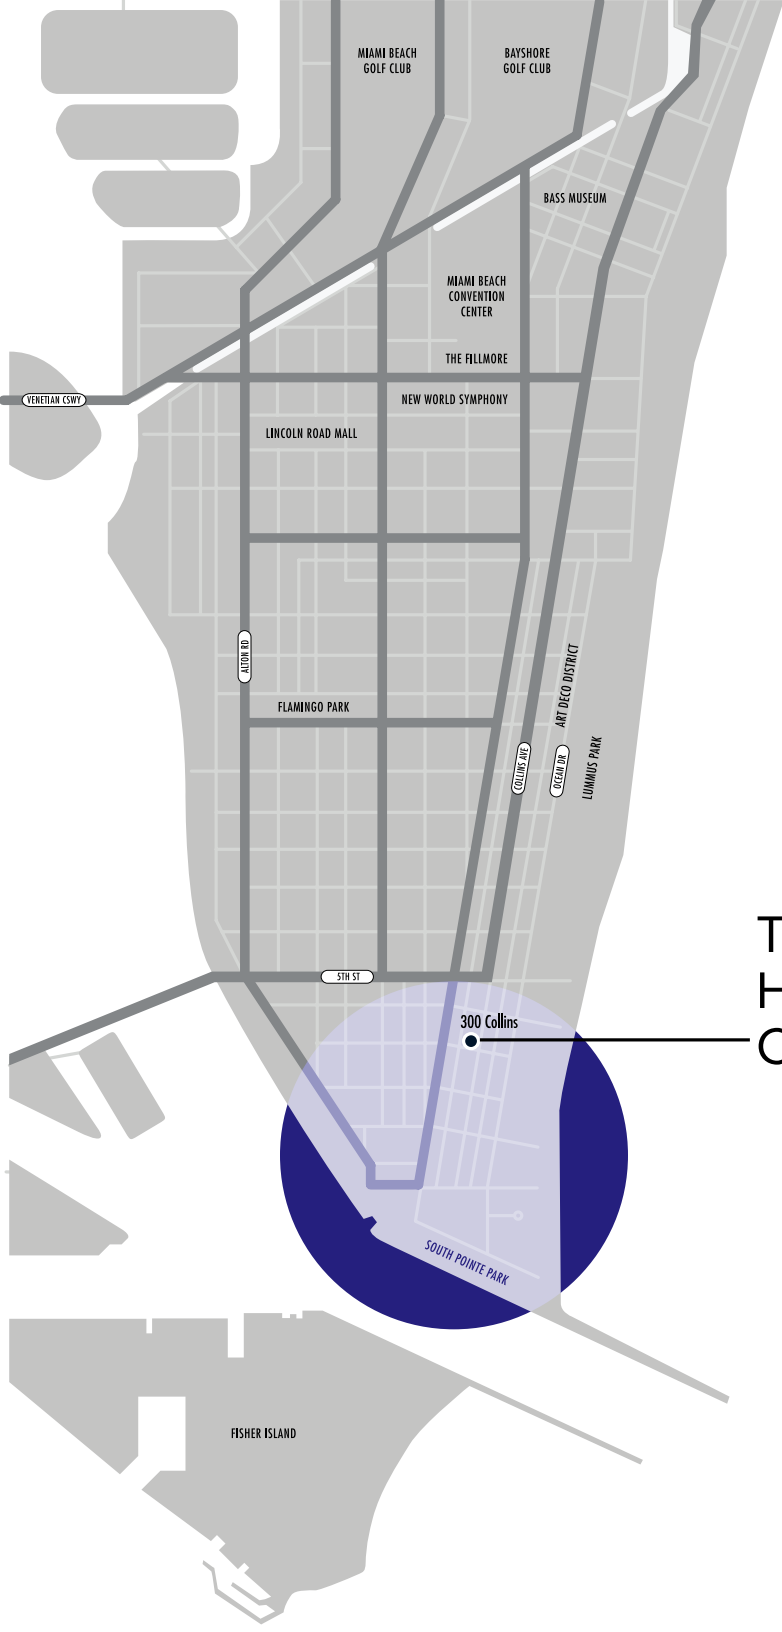 MIAMI BEACH
GOLF CLUB
BAYSHORE
GOLF CLUB
BASS MUSEUM
MIAMI BEACH
CONVENTION
CENTER
THE FILLMORE
VENETIAN CSWY
NEW WORLD SYMPHONY
LINCOLN ROAD MALL
ALTON RD
ART DECO DISTRICT
FLAMINGO PARK
COLLINS AVE
OCEAN DR
LUMMUS PARK
5TH ST
300 Collins
SOUTH POINTE PARK
FISHER ISLAND